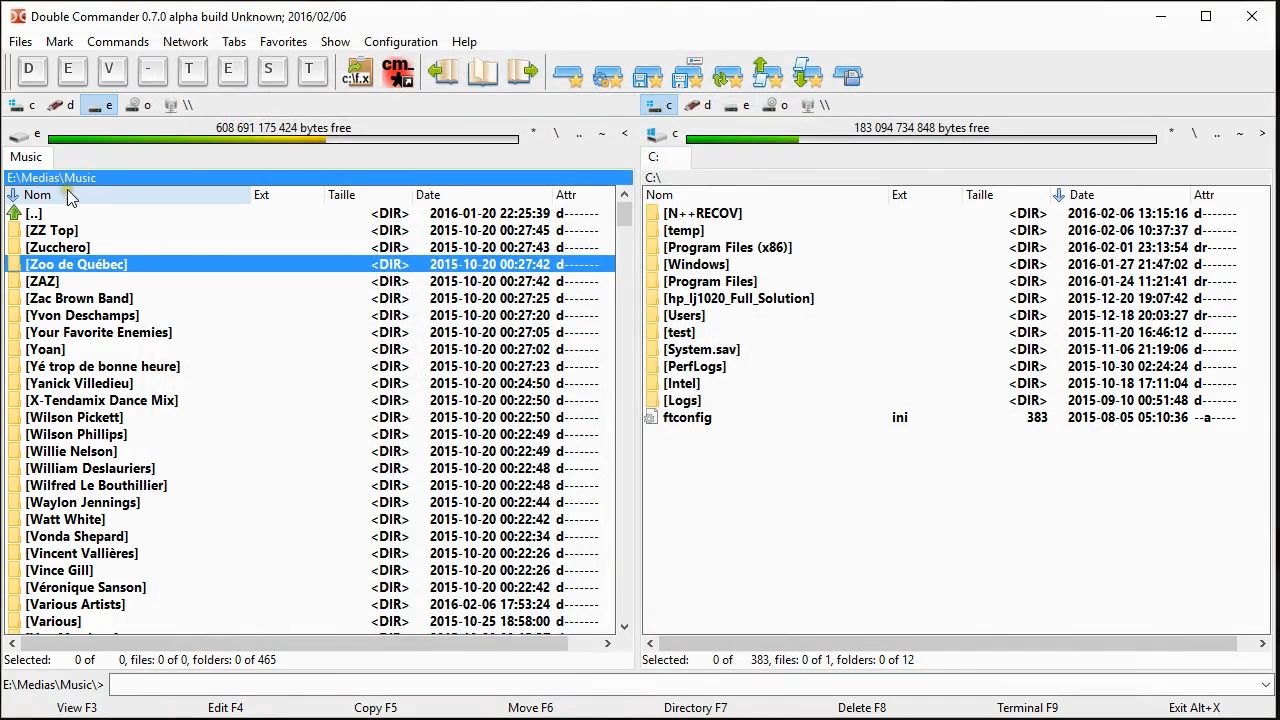 Double Commander 0.7.0 alpha build Unknown; 2016/02/06
Files Mark Commands Network Tabs Favorites Show Configuration Help
D E V - T E S T c:\f.x cm_*
c d e o \\ c d e o \\
e 608 691 175 424 bytes free * \ .. ~ < c 183 094 734 848 bytes free * \ .. ~ >
Music C:
E:\Medias\Music C:\
Nom Ext Taille Date Attr Nom Ext Taille Date Attr
[..] <DIR> 2016-01-20 22:25:39 d------- [N++RECOV] <DIR> 2016-02-06 13:15:16 d-------
[ZZ Top] <DIR> 2015-10-20 00:27:45 d------- [temp] <DIR> 2016-02-06 10:37:37 d-------
[Zucchero] <DIR> 2015-10-20 00:27:43 d------- [Program Files (x86)] <DIR> 2016-02-01 23:13:54 dr------
[Zoo de Québec] <DIR> 2015-10-20 00:27:42 d------- [Windows] <DIR> 2016-01-27 21:47:02 d-------
[ZAZ] <DIR> 2015-10-20 00:27:42 d------- [Program Files] <DIR> 2016-01-24 11:21:41 dr------
[Zac Brown Band] <DIR> 2015-10-20 00:27:25 d------- [hp_lj1020_Full_Solution] <DIR> 2015-12-20 19:07:42 d-------
[Yvon Deschamps] <DIR> 2015-10-20 00:27:20 d------- [Users] <DIR> 2015-12-18 20:03:27 dr------
[Your Favorite Enemies] <DIR> 2015-10-20 00:27:05 d------- [test] <DIR> 2015-11-20 16:46:12 d-------
[Yoan] <DIR> 2015-10-20 00:27:02 d------- [System.sav] <DIR> 2015-11-06 21:19:06 d-------
[Yé trop de bonne heure] <DIR> 2015-10-20 00:27:23 d------- [PerfLogs] <DIR> 2015-10-30 02:24:24 d-------
[Yanick Villedieu] <DIR> 2015-10-20 00:24:50 d------- [Intel] <DIR> 2015-10-18 17:11:04 d-------
[X-Tendamix Dance Mix] <DIR> 2015-10-20 00:22:50 d------- [Logs] <DIR> 2015-09-10 00:51:48 d-------
[Wilson Pickett] <DIR> 2015-10-20 00:22:50 d------- ftconfig ini 383 2015-08-05 05:10:36 --a-----
[Wilson Phillips] <DIR> 2015-10-20 00:22:49 d-------
[Willie Nelson] <DIR> 2015-10-20 00:22:49 d-------
[William Deslauriers] <DIR> 2015-10-20 00:22:48 d-------
[Wilfred Le Bouthillier] <DIR> 2015-10-20 00:22:48 d-------
[Waylon Jennings] <DIR> 2015-10-20 00:22:44 d-------
[Watt White] <DIR> 2015-10-20 00:22:42 d-------
[Vonda Shepard] <DIR> 2015-10-20 00:22:34 d-------
[Vincent Vallières] <DIR> 2015-10-20 00:22:26 d-------
[Vince Gill] <DIR> 2015-10-20 00:22:26 d-------
[Véronique Sanson] <DIR> 2015-10-20 00:22:42 d-------
[Various Artists] <DIR> 2016-02-06 17:53:24 d-------
[Various] <DIR> 2015-10-25 18:58:00 d-------
Selected: 0 of 0, files: 0 of 0, folders: 0 of 465 Selected: 0 of 383, files: 0 of 1, folders: 0 of 12
E:\Medias\Music\>
View F3 Edit F4 Copy F5 Move F6 Directory F7 Delete F8 Terminal F9 Exit Alt+X